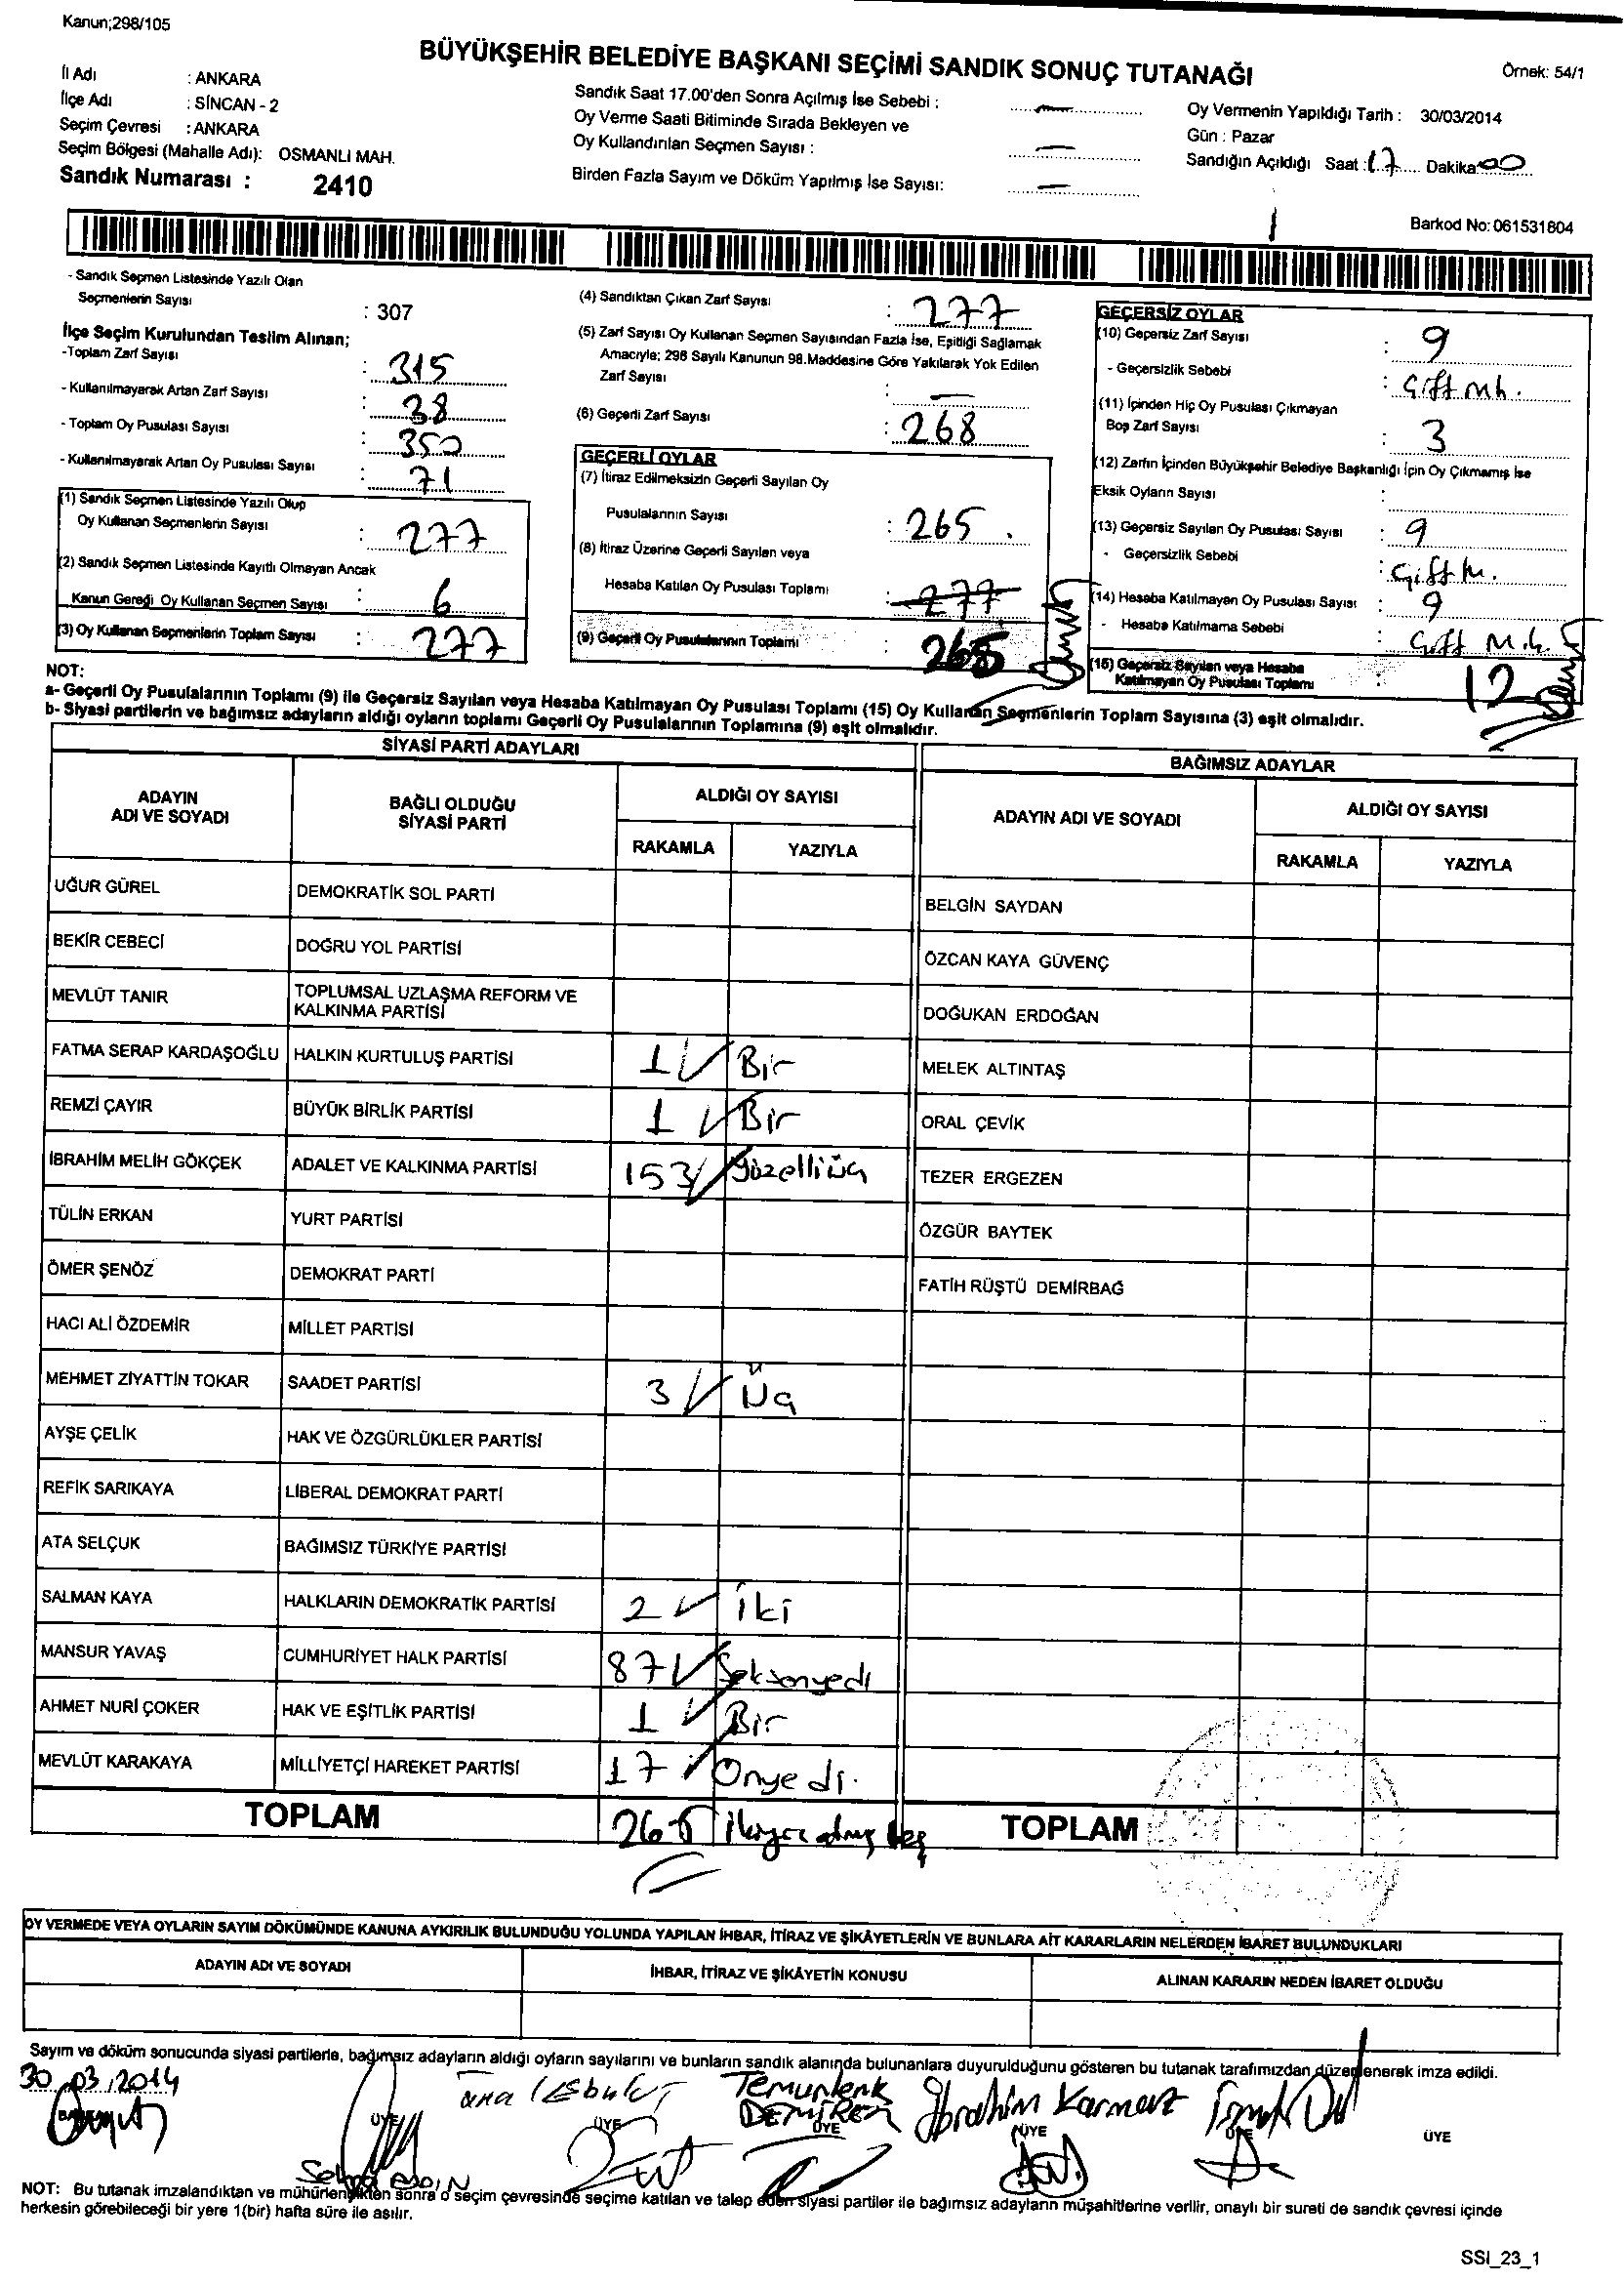 Kanun;298/105
BÜYÜKŞEHİR BELEDİYE BAŞKANI SEÇİMİ SANDIK SONUÇ TUTANAĞI
Örnek: 54/1
İl Adı : ANKARA
İlçe Adı : SİNCAN - 2
Seçim Çevresi : ANKARA
Seçim Bölgesi (Mahalle Adı): OSMANLI MAH.
Sandık Numarası : 2410
Sandık Saat 17.00'den Sonra Açılmış İse Sebebi : —
Oy Verme Saati Bitiminde Sırada Bekleyen ve
Oy Kullandırılan Seçmen Sayısı : —
Birden Fazla Sayım ve Döküm Yapılmış İse Sayısı: —
Oy Vermenin Yapıldığı Tarih : 30/03/2014
Gün : Pazar
Sandığın Açıldığı Saat : 17 Dakika: 00
Barkod No: 061531804
- Sandık Seçmen Listesinde Yazılı Olan
Seçmenlerin Sayısı : 307
İlçe Seçim Kurulundan Teslim Alınan;
-Toplam Zarf Sayısı : 315
- Kullanılmayarak Artan Zarf Sayısı : 38
- Toplam Oy Pusulası Sayısı : 350
- Kullanılmayarak Artan Oy Pusulası Sayısı : 71
(1) Sandık Seçmen Listesinde Yazılı Olup
Oy Kullanan Seçmenlerin Sayısı : 277
(2) Sandık Seçmen Listesinde Kayıtlı Olmayan Ancak
Kanun Gereği Oy Kullanan Seçmen Sayısı : 6
(3) Oy Kullanan Seçmenlerin Toplam Sayısı : 277
(4) Sandıktan Çıkan Zarf Sayısı : 277
(5) Zarf Sayısı Oy Kullanan Seçmen Sayısından Fazla İse, Eşitliği Sağlamak
Amacıyla; 298 Sayılı Kanunun 98.Maddesine Göre Yakılarak Yok Edilen
Zarf Sayısı : —
(6) Geçerli Zarf Sayısı : 268
GEÇERLİ OYLAR
(7) İtiraz Edilmeksizin Geçerli Sayılan Oy
Pusulalarının Sayısı : 265
(8) İtiraz Üzerine Geçerli Sayılan veya
Hesaba Katılan Oy Pusulası Toplamı : 277
(9) Geçerli Oy Pusulalarının Toplamı : 265
GEÇERSİZ OYLAR
(10) Geçersiz Zarf Sayısı : 9
- Geçersizlik Sebebi : Çift Mh.
(11) İçinden Hiç Oy Pusulası Çıkmayan
Boş Zarf Sayısı : 3
(12) Zarfın İçinden Büyükşehir Belediye Başkanlığı İçin Oy Çıkmamış İse
Eksik Oyların Sayısı :
(13) Geçersiz Sayılan Oy Pusulası Sayısı : 9
- Geçersizlik Sebebi : Çift M.
(14) Hesaba Katılmayan Oy Pusulası Sayısı : 9
- Hesaba Katılmama Sebebi : Çift M.h.
(15) Geçersiz Sayılan veya Hesaba
Katılmayan Oy Pusulası Toplamı 12
NOT:
a- Geçerli Oy Pusulalarının Toplamı (9) ile Geçersiz Sayılan veya Hesaba Katılmayan Oy Pusulası Toplamı (15) Oy Kullanan Seçmenlerin Toplam Sayısına (3) eşit olmalıdır.
b- Siyasi partilerin ve bağımsız adayların aldığı oyların toplamı Geçerli Oy Pusulalarının Toplamına (9) eşit olmalıdır.
SİYASİ PARTİ ADAYLARI
ADAYIN ADI VE SOYADI
BAĞLI OLDUĞU SİYASİ PARTİ
ALDIĞI OY SAYISI
RAKAMLA YAZIYLA
UĞUR GÜREL DEMOKRATİK SOL PARTİ
BEKİR CEBECİ DOĞRU YOL PARTİSİ
MEVLÜT TANIR TOPLUMSAL UZLAŞMA REFORM VE
KALKINMA PARTİSİ
FATMA SERAP KARDAŞOĞLU HALKIN KURTULUŞ PARTİSİ 1 Bir
REMZİ ÇAYIR BÜYÜK BİRLİK PARTİSİ 1 Bir
İBRAHİM MELİH GÖKÇEK ADALET VE KALKINMA PARTİSİ 153 yüzelliüç
TÜLİN ERKAN YURT PARTİSİ
ÖMER ŞENÖZ DEMOKRAT PARTİ
HACI ALİ ÖZDEMİR MİLLET PARTİSİ
MEHMET ZİYATTİN TOKAR SAADET PARTİSİ 3 Üç
AYŞE ÇELİK HAK VE ÖZGÜRLÜKLER PARTİSİ
REFİK SARIKAYA LİBERAL DEMOKRAT PARTİ
ATA SELÇUK BAĞIMSIZ TÜRKİYE PARTİSİ
SALMAN KAYA HALKLARIN DEMOKRATİK PARTİSİ 2 iki
MANSUR YAVAŞ CUMHURİYET HALK PARTİSİ 87 Seksenyedi
AHMET NURİ ÇOKER HAK VE EŞİTLİK PARTİSİ 1 Bir
MEVLÜT KARAKAYA MİLLİYETÇİ HAREKET PARTİSİ 17 Onyedi.
TOPLAM 265 ikiyüz altmış beş
BAĞIMSIZ ADAYLAR
ADAYIN ADI VE SOYADI
ALDIĞI OY SAYISI
RAKAMLA YAZIYLA
BELGİN SAYDAN
ÖZCAN KAYA GÜVENÇ
DOĞUKAN ERDOĞAN
MELEK ALTINTAŞ
ORAL ÇEVİK
TEZER ERGEZEN
ÖZGÜR BAYTEK
FATİH RÜŞTÜ DEMİRBAĞ
TOPLAM
OY VERMEDE VEYA OYLARIN SAYIM DÖKÜMÜNDE KANUNA AYKIRILIK BULUNDUĞU YOLUNDA YAPILAN İHBAR, İTİRAZ VE ŞİKÂYETLERİN VE BUNLARA AİT KARARLARIN NELERDEN İBARET BULUNDUKLARI
ADAYIN ADI VE SOYADI İHBAR, İTİRAZ VE ŞİKÂYETİN KONUSU ALINAN KARARIN NEDEN İBARET OLDUĞU
Sayım ve döküm sonucunda siyasi partilerle, bağımsız adayların aldığı oyların sayılarını ve bunların sandık alanında bulunanlara duyurulduğunu gösteren bu tutanak tarafımızdan düzenlenerek imza edildi.
30.03.2014
Temurlenk DEMİREL İbrahim
ÜYE ÜYE ÜYE ÜYE ÜYE ÜYE
NOT: Bu tutanak imzalandıktan ve mühürlendikten sonra o seçim çevresinde seçime katılan ve talep eden siyasi partiler ile bağımsız adayların müşahitlerine verilir, onaylı bir sureti de sandık çevresi içinde
herkesin görebileceği bir yere 1(bir) hafta süre ile asılır.
SSI_23_1